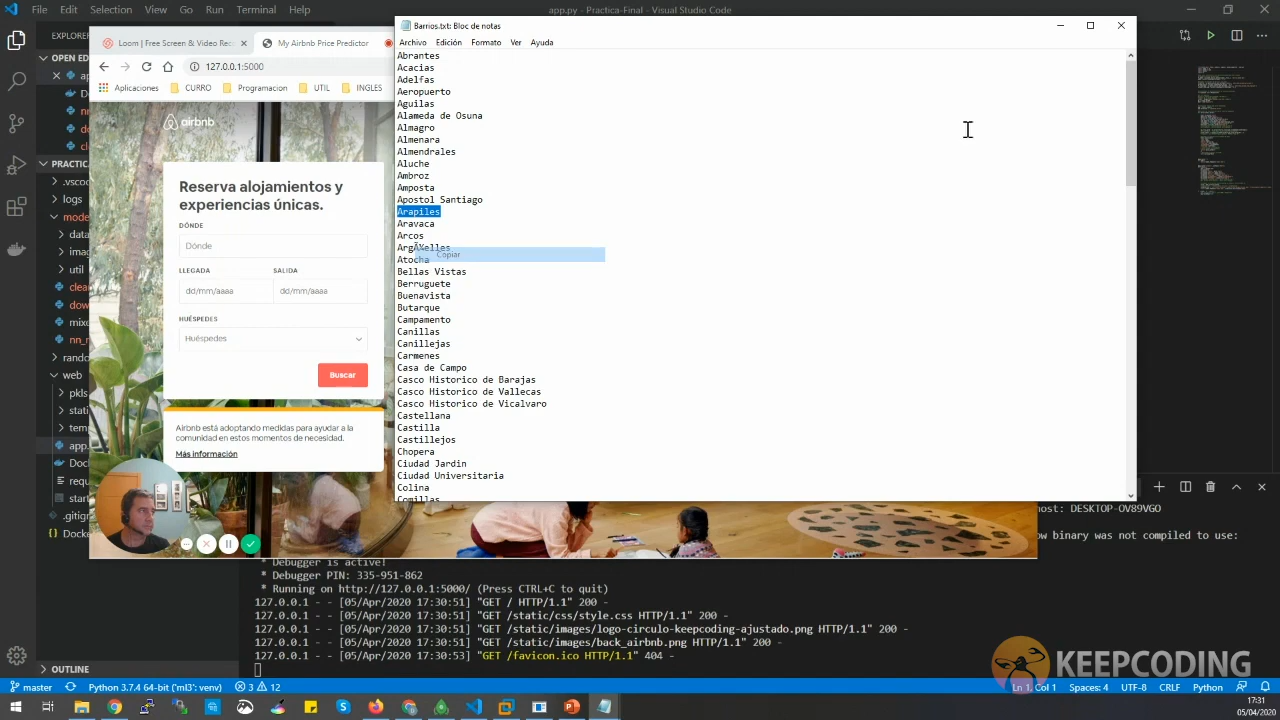 File Edit Selection View Go Run Terminal Help
app.py - Practica-Final - Visual Studio Code
Barrios.txt: Bloc de notas
Archivo Edición Formato Ver Ayuda
Abrantes
Acacias
Adelfas
Aeropuerto
Aguilas
Alameda de Osuna
Almagro
Almenara
Almendrales
Aluche
Ambroz
Amposta
Apostol Santiago
Arapiles
Aravaca
Arcos
Copiar
Atocha
Bellas Vistas
Berruguete
Buenavista
Butarque
Campamento
Canillas
Canillejas
Carmenes
Casa de Campo
Casco Historico de Barajas
Casco Historico de Vallecas
Casco Historico de Vicalvaro
Castellana
Castilla
Castillejos
Chopera
Ciudad Jardin
Ciudad Universitaria
Colina
Comillas
EXPLORER
OPEN ED
PRACTICA
.vscode
logs
web
app.
OUTLINE
Loom | Free Screen & Video Rec
My Airbnb Price Predictor
127.0.0.1:5000
Aplicaciones CURRO Programacion UTIL INGLES
airbnb
Reserva alojamientos y
experiencias únicas.
DÓNDE
Dónde
LLEGADA SALIDA
dd/mm/aaaa dd/mm/aaaa
HUÉSPEDES
Huéspedes
Buscar
Airbnb está adoptando medidas para ayudar a la
comunidad en estos momentos de necesidad.
Más información
host: DESKTOP-OV89VGO
ow binary was not compiled to use:
* Debugger is active!
* Debugger PIN: 335-951-862
* Running on http://127.0.0.1:5000/ (Press CTRL+C to quit)
127.0.0.1 - - [05/Apr/2020 17:30:51] "GET / HTTP/1.1" 200 -
127.0.0.1 - - [05/Apr/2020 17:30:51] "GET /static/css/style.css HTTP/1.1" 200 -
127.0.0.1 - - [05/Apr/2020 17:30:51] "GET /static/images/logo-circulo-keepcoding-ajustado.png HTTP/1.1" 200 -
127.0.0.1 - - [05/Apr/2020 17:30:51] "GET /static/images/back_airbnb.png HTTP/1.1" 200 -
127.0.0.1 - - [05/Apr/2020 17:30:53] "GET /favicon.ico HTTP/1.1" 404 -
KEEPCODING
master Python 3.7.4 64-bit ('ml3': venv) 3 12
Ln 1, Col 1 Spaces: 4 UTF-8 CRLF Python
17:31
05/04/2020